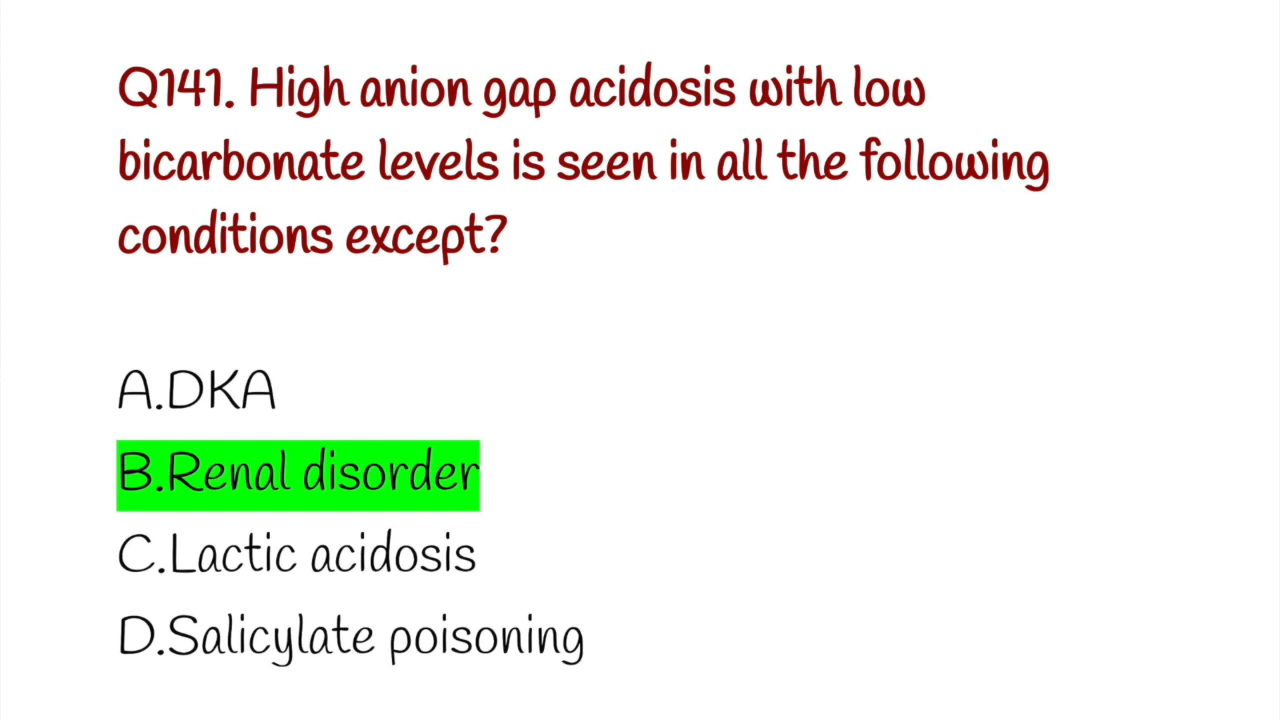 Q141. High anion gap acidosis with low
bicarbonate levels is seen in all the following
conditions except?
A.DKA
B.Renal disorder
C.Lactic acidosis
D.Salicylate poisoning